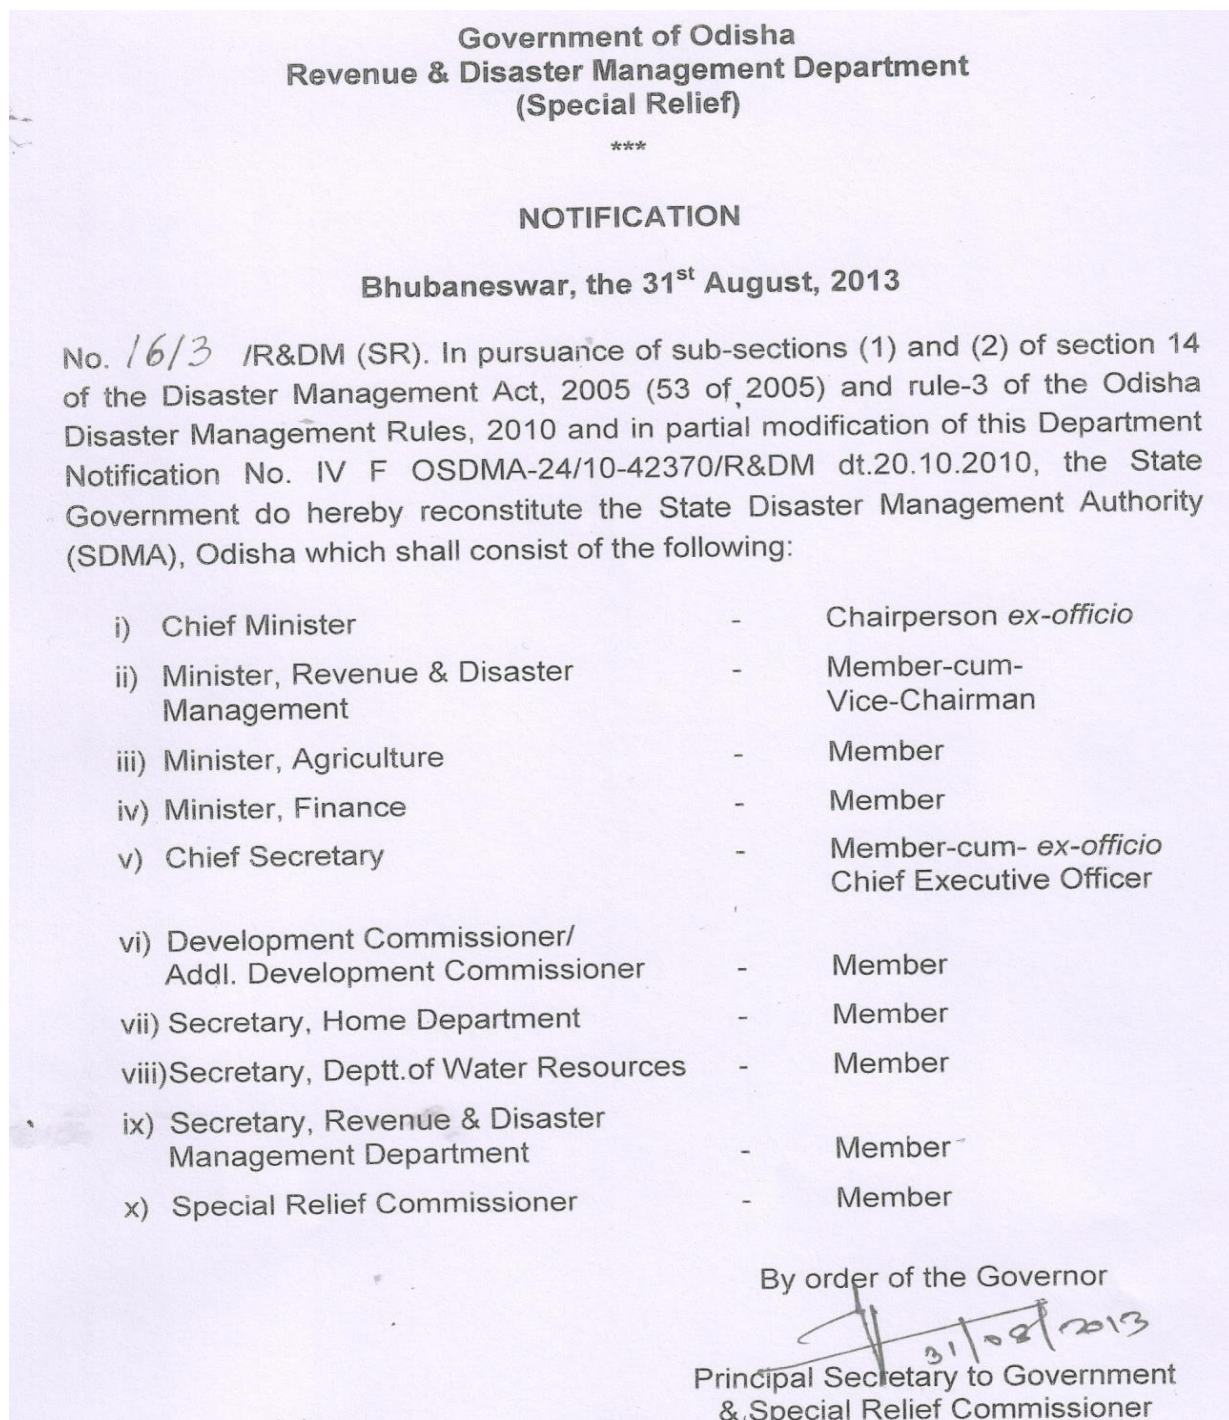 Government of Odisha
Revenue & Disaster Management Department
(Special Relief)
***
NOTIFICATION
Bhubaneswar, the 31st August, 2013
No. 1613 /R&DM (SR). In pursuance of sub-sections (1) and (2) of section 14
of the Disaster Management Act, 2005 (53 of 2005) and rule-3 of the Odisha
Disaster Management Rules, 2010 and in partial modification of this Department
Notification No. IV F OSDMA-24/10-42370/R&DM dt.20.10.2010, the State
Government do hereby reconstitute the State Disaster Management Authority
(SDMA), Odisha which shall consist of the following:
i) Chief Minister - Chairperson ex-officio
ii) Minister, Revenue & Disaster - Member-cum-
Management Vice-Chairman
iii) Minister, Agriculture - Member
iv) Minister, Finance - Member
v) Chief Secretary - Member-cum- ex-officio
Chief Executive Officer
vi) Development Commissioner/
Addl. Development Commissioner - Member
vii) Secretary, Home Department - Member
viii)Secretary, Deptt.of Water Resources - Member
ix) Secretary, Revenue & Disaster
Management Department - Member
x) Special Relief Commissioner - Member
By order of the Governor
31/08/2013
Principal Secretary to Government
& Special Relief Commissioner